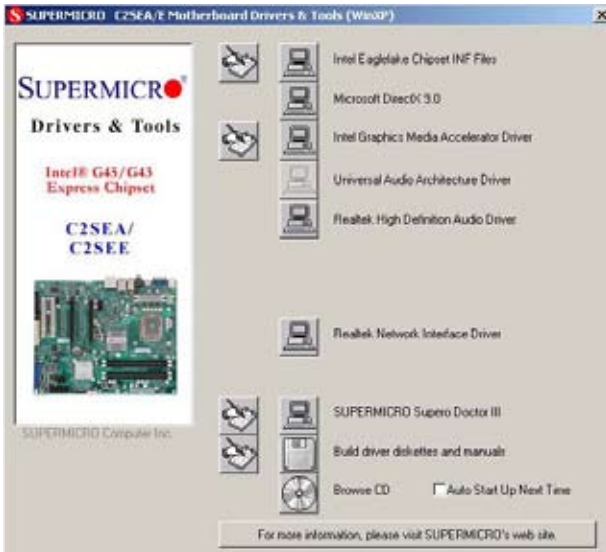 SUPERMICRO C2SEA/E Motherboard Drivers & Tools (WinXP)
SUPERMICRO
Drivers & Tools
Intel® G45/G43
Express Chipset
C2SEA/
C2SEE
SUPERMICRO Computer Inc.
Intel Eaglelake Chipset INF Files
Microsoft DirectX 9.0
Intel Graphics Media Accelerator Driver
Universal Audio Architecture Driver
Realtek High Definition Audio Driver
Realtek Network Interface Driver
SUPERMICRO Supero Doctor III
Build driver diskettes and manuals
Browse CD
Auto Start Up Next Time
For more information, please visit SUPERMICRO's web site.